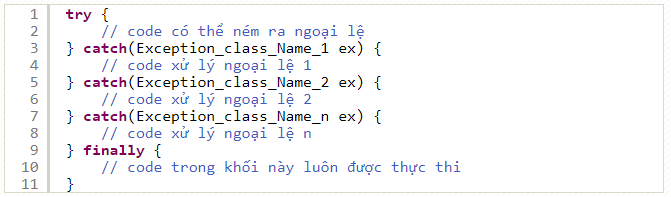 1 try {
2 // code có thể ném ra ngoại lệ
3 } catch(Exception_class_Name_1 ex) {
4 // code xử lý ngoại lệ 1
5 } catch(Exception_class_Name_2 ex) {
6 // code xử lý ngoại lệ 2
7 } catch(Exception_class_Name_n ex) {
8 // code xử lý ngoại lệ n
9 } finally {
10 // code trong khối này luôn được thực thi
11 }